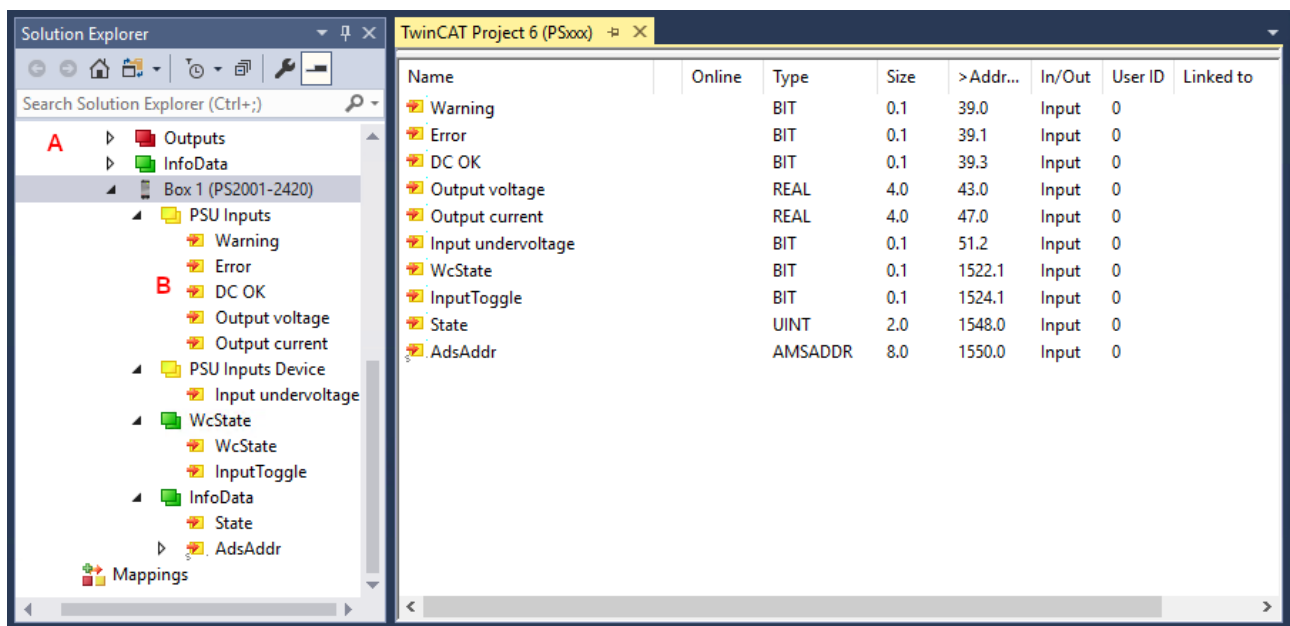 Solution Explorer
Search Solution Explorer (Ctrl+;)
A
Outputs
InfoData
Box 1 (PS2001-2420)
PSU Inputs
Warning
Error
B
DC OK
Output voltage
Output current
PSU Inputs Device
Input undervoltage
WcState
WcState
InputToggle
InfoData
State
AdsAddr
Mappings
TwinCAT Project 6 (PSxxx)
Name Online Type Size >Addr... In/Out User ID Linked to
Warning BIT 0.1 39.0 Input 0
Error BIT 0.1 39.1 Input 0
DC OK BIT 0.1 39.3 Input 0
Output voltage REAL 4.0 43.0 Input 0
Output current REAL 4.0 47.0 Input 0
Input undervoltage BIT 0.1 51.2 Input 0
WcState BIT 0.1 1522.1 Input 0
InputToggle BIT 0.1 1524.1 Input 0
State UINT 2.0 1548.0 Input 0
AdsAddr AMSADDR 8.0 1550.0 Input 0